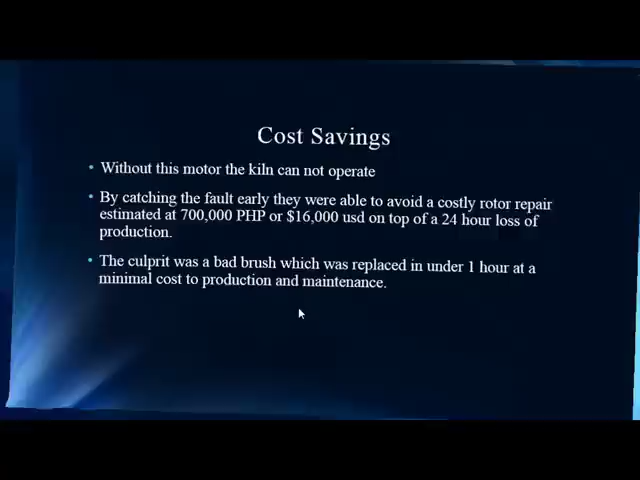 Cost Savings
• Without this motor the kiln can not operate
• By catching the fault early they were able to avoid a costly rotor repair
estimated at 700,000 PHP or $16,000 usd on top of a 24 hour loss of
production.
• The culprit was a bad brush which was replaced in under 1 hour at a
minimal cost to production and maintenance.